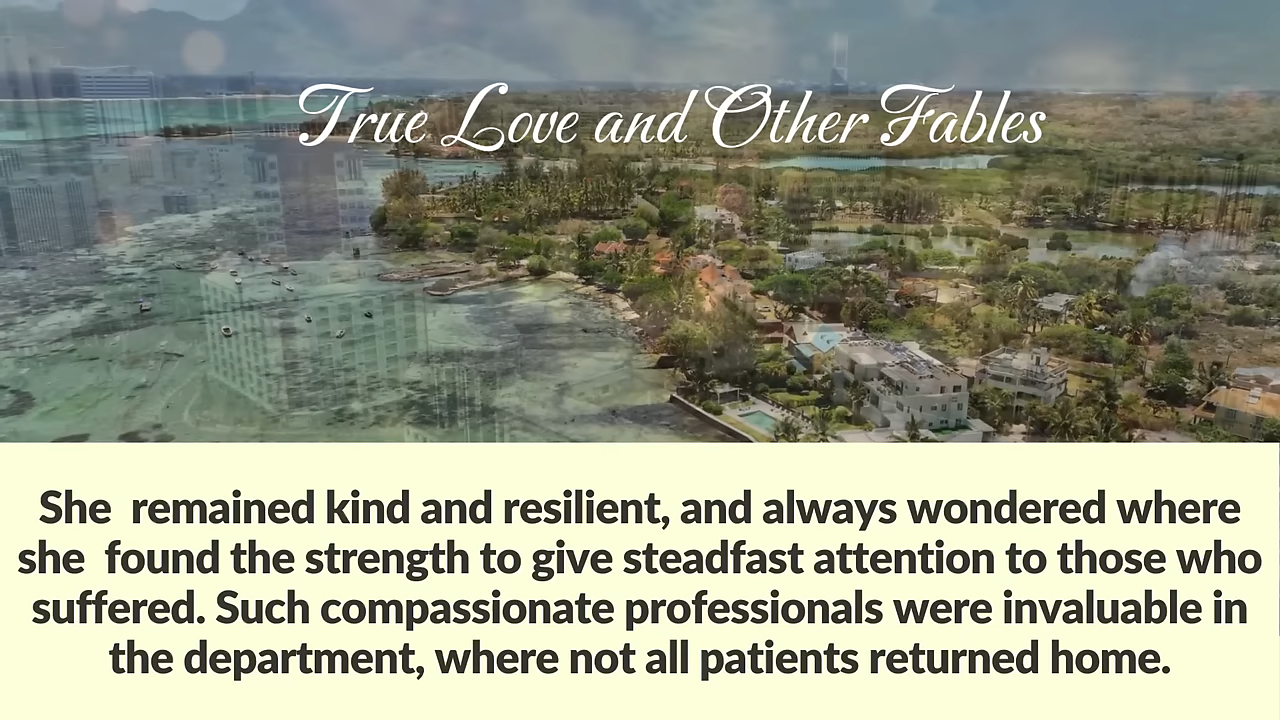 True Love and Other Fables
She  remained kind and resilient, and always wondered where
she  found the strength to give steadfast attention to those who
suffered. Such compassionate professionals were invaluable in
the department, where not all patients returned home.